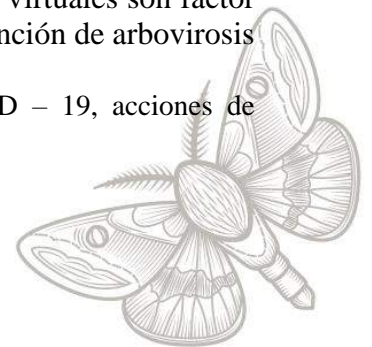 virtuales son factor
nción de arbovirosis
D – 19, acciones de